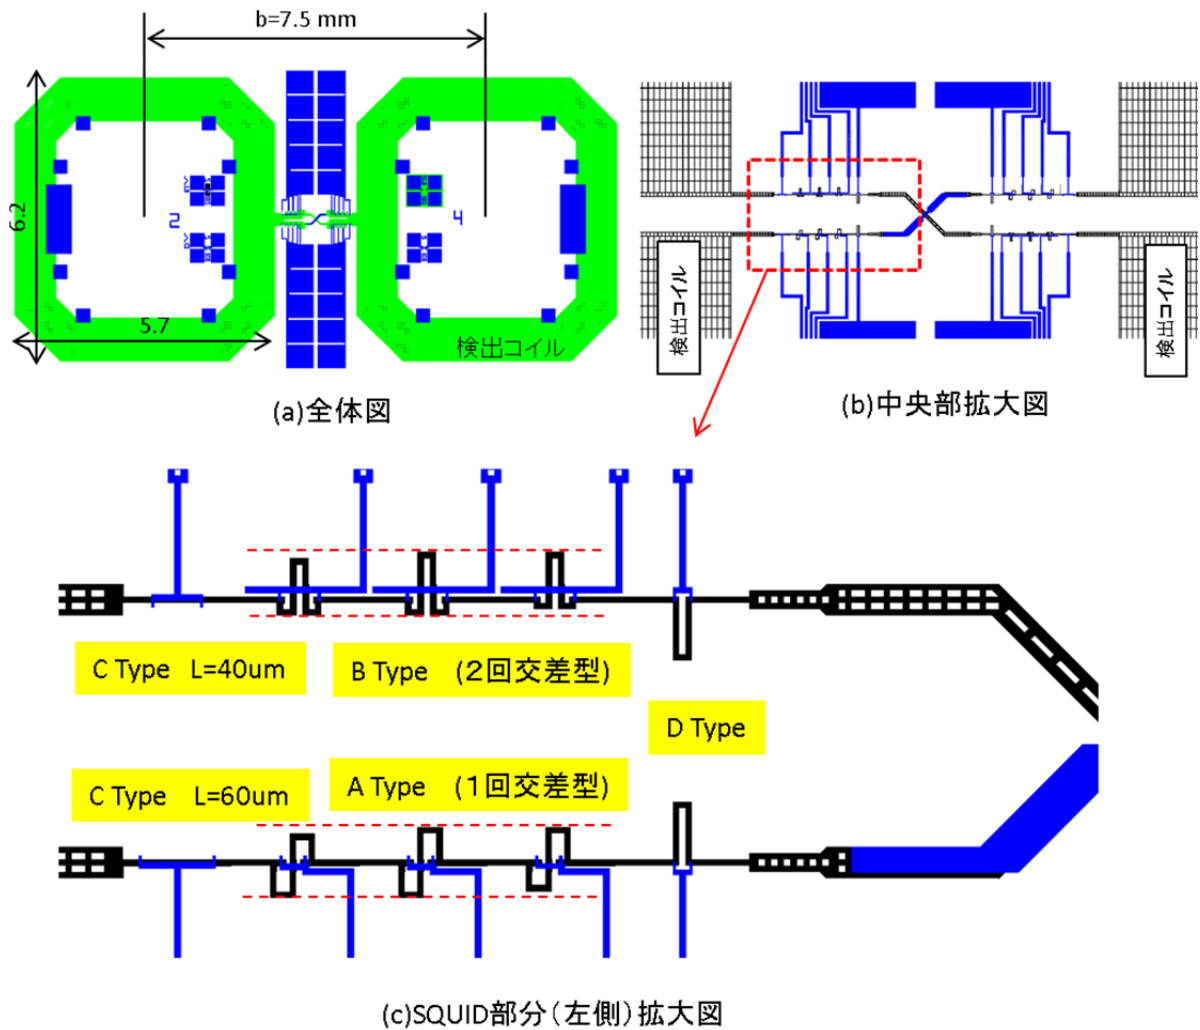 b=7.5 mm
6.2
5.7
2
4
検出コイル
(a)全体図
検出コイル
検出コイル
(b)中央部拡大図
C Type L=40um
B Type (2回交差型)
D Type
C Type L=60um
A Type (1回交差型)
(c)SQUID部分(左側)拡大図